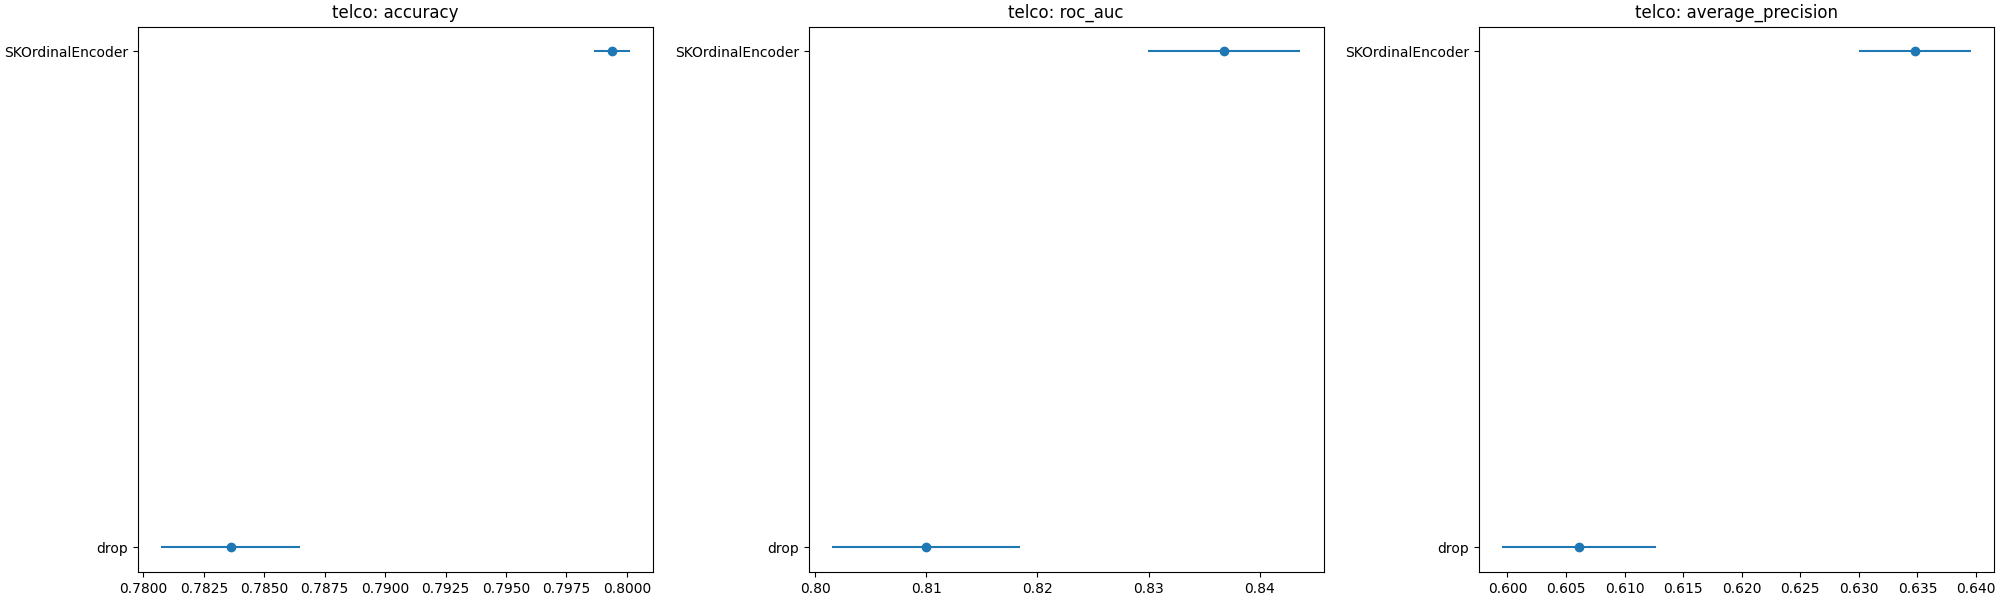 telco: accuracy
SKOrdinalEncoder
drop
0.7800 0.7825 0.7850 0.7875 0.7900 0.7925 0.7950 0.7975 0.8000
telco: roc_auc
SKOrdinalEncoder
drop
0.80 0.81 0.82 0.83 0.84
telco: average_precision
SKOrdinalEncoder
drop
0.600 0.605 0.610 0.615 0.620 0.625 0.630 0.635 0.640